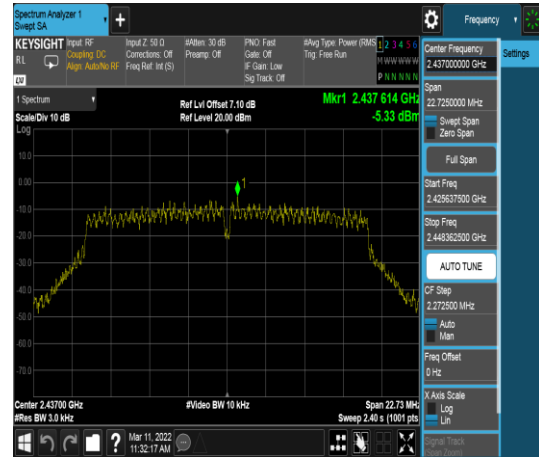 Spectrum Analyzer 1
Swept SA
+
Frequency
KEYSIGHT
RL
Input: RF
Coupling: DC
Align: Auto/No RF
Input Z: 50 Ω
Corrections: Off
Freq Ref: Int (S)
#Atten: 30 dB
Preamp: Off
PNO: Fast
Gate: Off
IF Gain: Low
Sig Track: Off
#Avg Type: Power (RMS
Trig: Free Run
1 2 3 4 5 6
M W W W W W
P N N N N N
LXI
1 Spectrum
Scale/Div 10 dB
Ref Lvl Offset 7.10 dB
Ref Level 20.00 dBm
Mkr1 2.437 614 GHz
-5.33 dBm
Log
10.0
0.00
-10.0
-20.0
-30.0
-40.0
-50.0
-60.0
-70.0
1
Center 2.43700 GHz
#Res BW 3.0 kHz
#Video BW 10 kHz
Span 22.73 MHz
Sweep 2.40 s (1001 pts
Mar 11, 2022
11:32:17 AM
?
Center Frequency
2.437000000 GHz
Settings
Span
22.7250000 MHz
Swept Span
Zero Span
Full Span
Start Freq
2.425637500 GHz
Stop Freq
2.448362500 GHz
AUTO TUNE
CF Step
2.272500 MHz
Auto
Man
Freq Offset
0 Hz
X Axis Scale
Log
Lin
Signal Track
(Span Zoom)